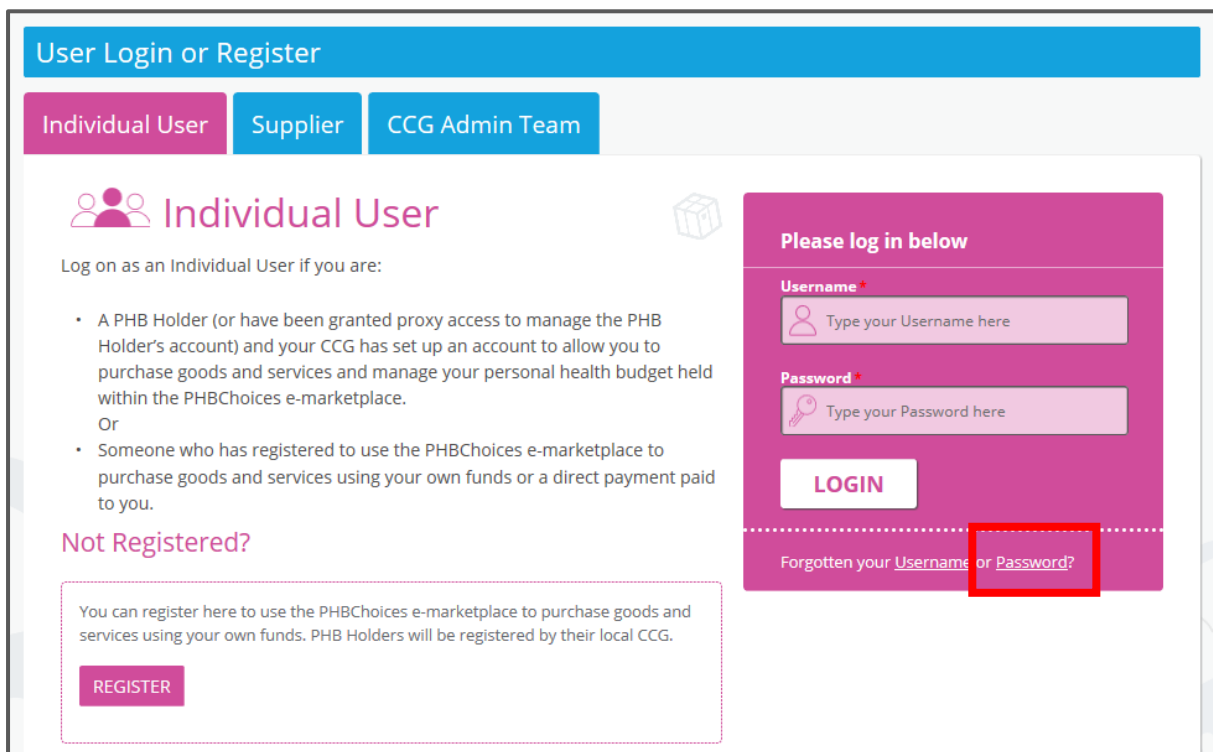 User Login or Register
Individual User
Supplier
CCG Admin Team
Individual User
Log on as an Individual User if you are:
• A PHB Holder (or have been granted proxy access to manage the PHB
Holder's account) and your CCG has set up an account to allow you to
purchase goods and services and manage your personal health budget held
within the PHBChoices e-marketplace.
Or
• Someone who has registered to use the PHBChoices e-marketplace to
purchase goods and services using your own funds or a direct payment paid
to you.
Not Registered?
You can register here to use the PHBChoices e-marketplace to purchase goods and
services using your own funds. PHB Holders will be registered by their local CCG.
REGISTER
Please log in below
Username*
Type your Username here
Password*
Type your Password here
LOGIN
Forgotten your Username or Password?